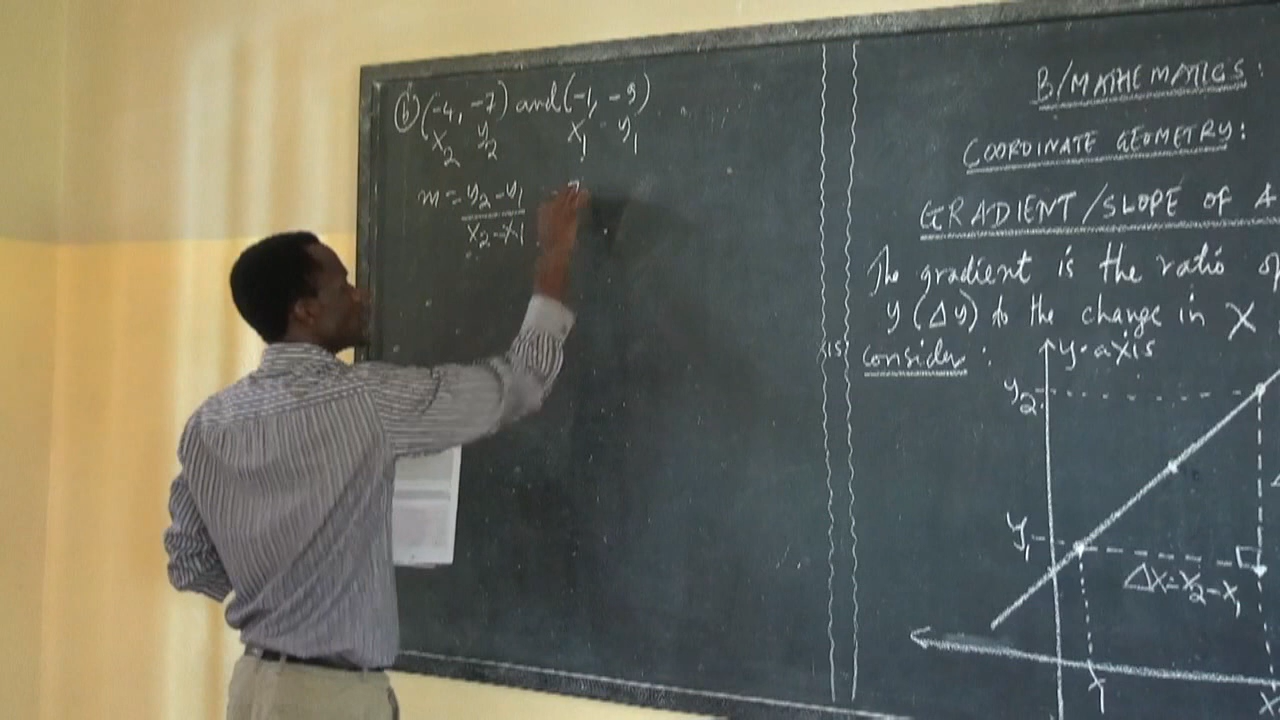 (b) (-4, -7) and (-1, -9)
x₂ y₂ x₁ y₁
m = y₂ - y₁
x₂ - x₁
B/MATHEMATICS:
COORDINATE GEOMETRY:
GRADIENT/SLOPE OF A
The gradient is the ratio of
y (Δy) to the change in X
Consider:
y-axis
y₂
y₁
Δx = x₂ - x₁
x₁